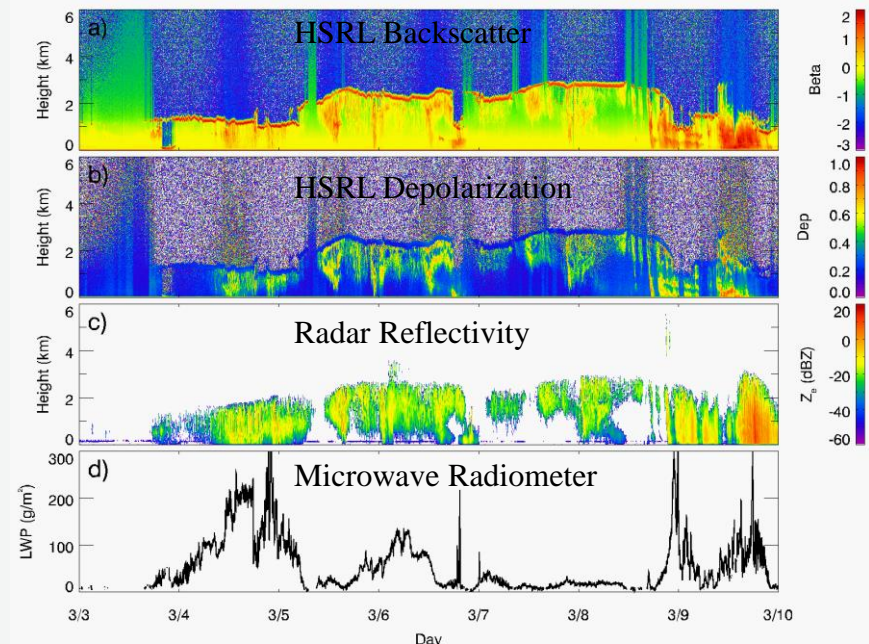 a)
HSRL Backscatter
Height (km)
6
4
2
0
2
1
0
-1
-2
-3
Beta
b)
HSRL Depolarization
Height (km)
6
4
2
0
1.0
0.8
0.6
0.4
0.2
0.0
Dep
c)
Radar Reflectivity
Height (km)
6
4
2
0
20
0
-20
-40
-60
Zₑ (dBZ)
d)
Microwave Radiometer
LWP (g/m²)
300
200
100
0
3/3 3/4 3/5 3/6 3/7 3/8 3/9 3/10
Day